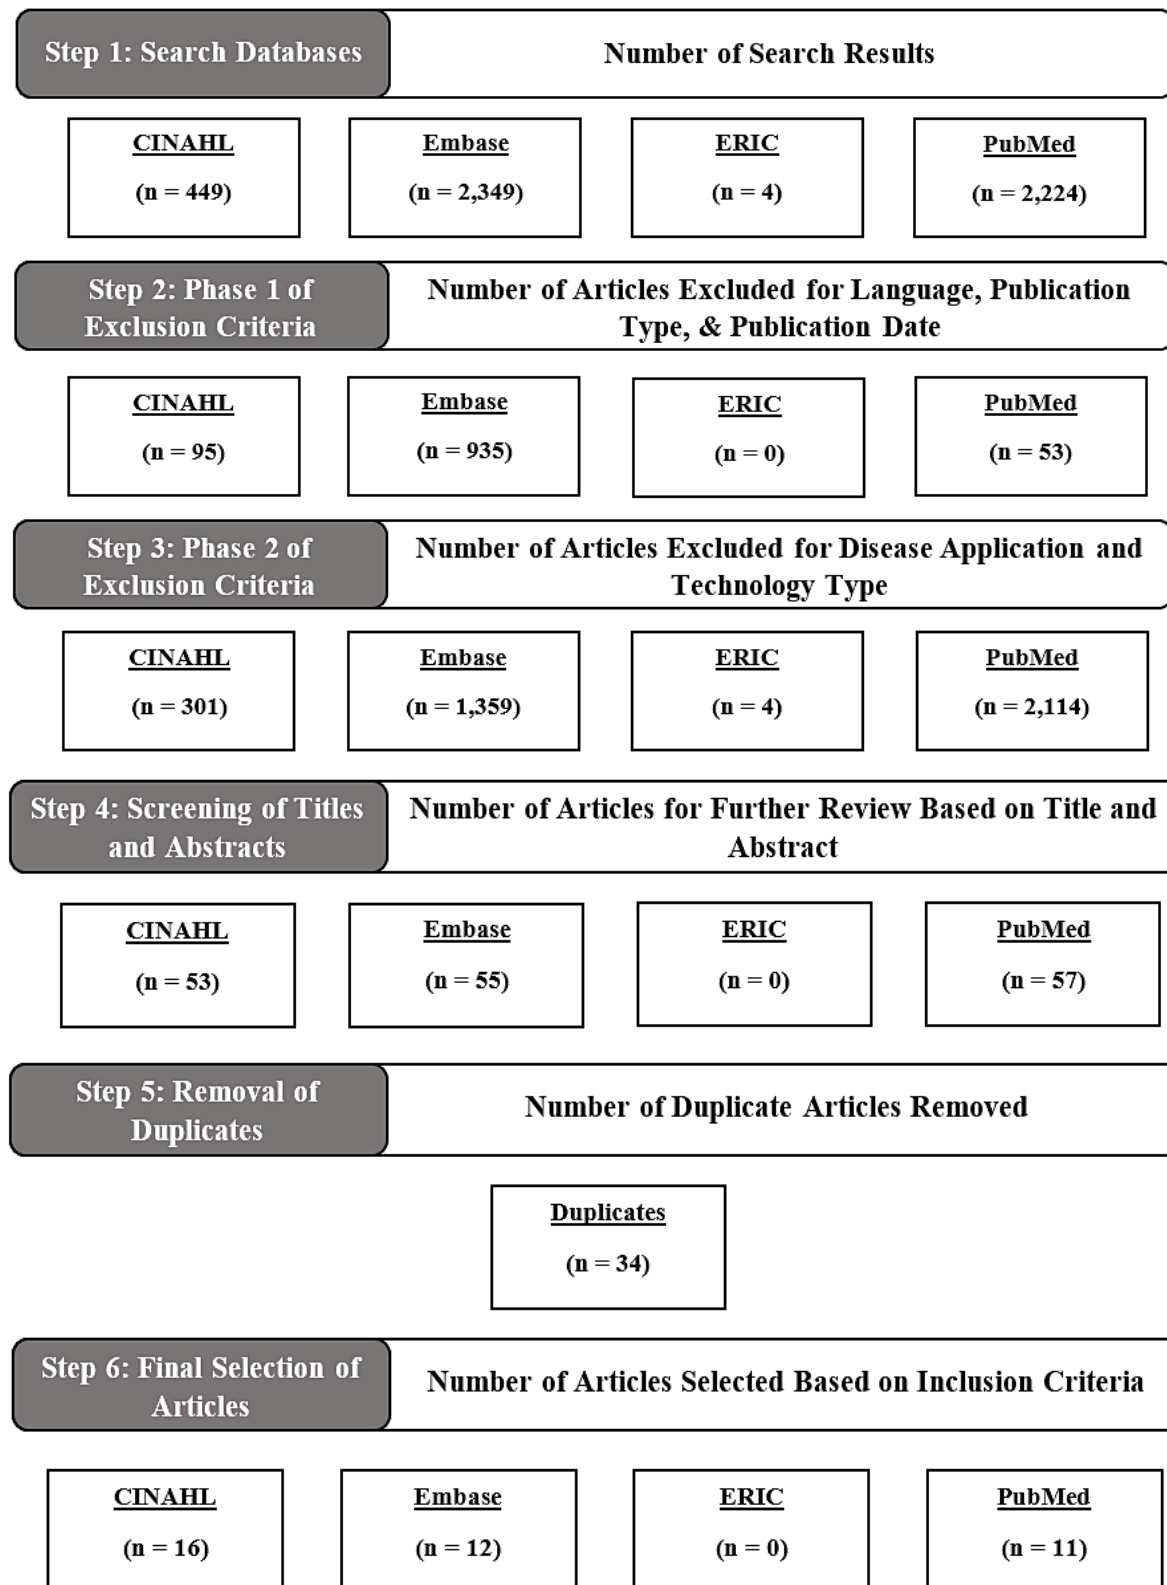 Step 1: Search Databases
Number of Search Results
CINAHL
(n = 449)
Embase
(n = 2,349)
ERIC
(n = 4)
PubMed
(n = 2,224)
Step 2: Phase 1 of
Exclusion Criteria
Number of Articles Excluded for Language, Publication
Type, & Publication Date
CINAHL
(n = 95)
Embase
(n = 935)
ERIC
(n = 0)
PubMed
(n = 53)
Step 3: Phase 2 of
Exclusion Criteria
Number of Articles Excluded for Disease Application and
Technology Type
CINAHL
(n = 301)
Embase
(n = 1,359)
ERIC
(n = 4)
PubMed
(n = 2,114)
Step 4: Screening of Titles
and Abstracts
Number of Articles for Further Review Based on Title and
Abstract
CINAHL
(n = 53)
Embase
(n = 55)
ERIC
(n = 0)
PubMed
(n = 57)
Step 5: Removal of
Duplicates
Number of Duplicate Articles Removed
Duplicates
(n = 34)
Step 6: Final Selection of
Articles
Number of Articles Selected Based on Inclusion Criteria
CINAHL
(n = 16)
Embase
(n = 12)
ERIC
(n = 0)
PubMed
(n = 11)